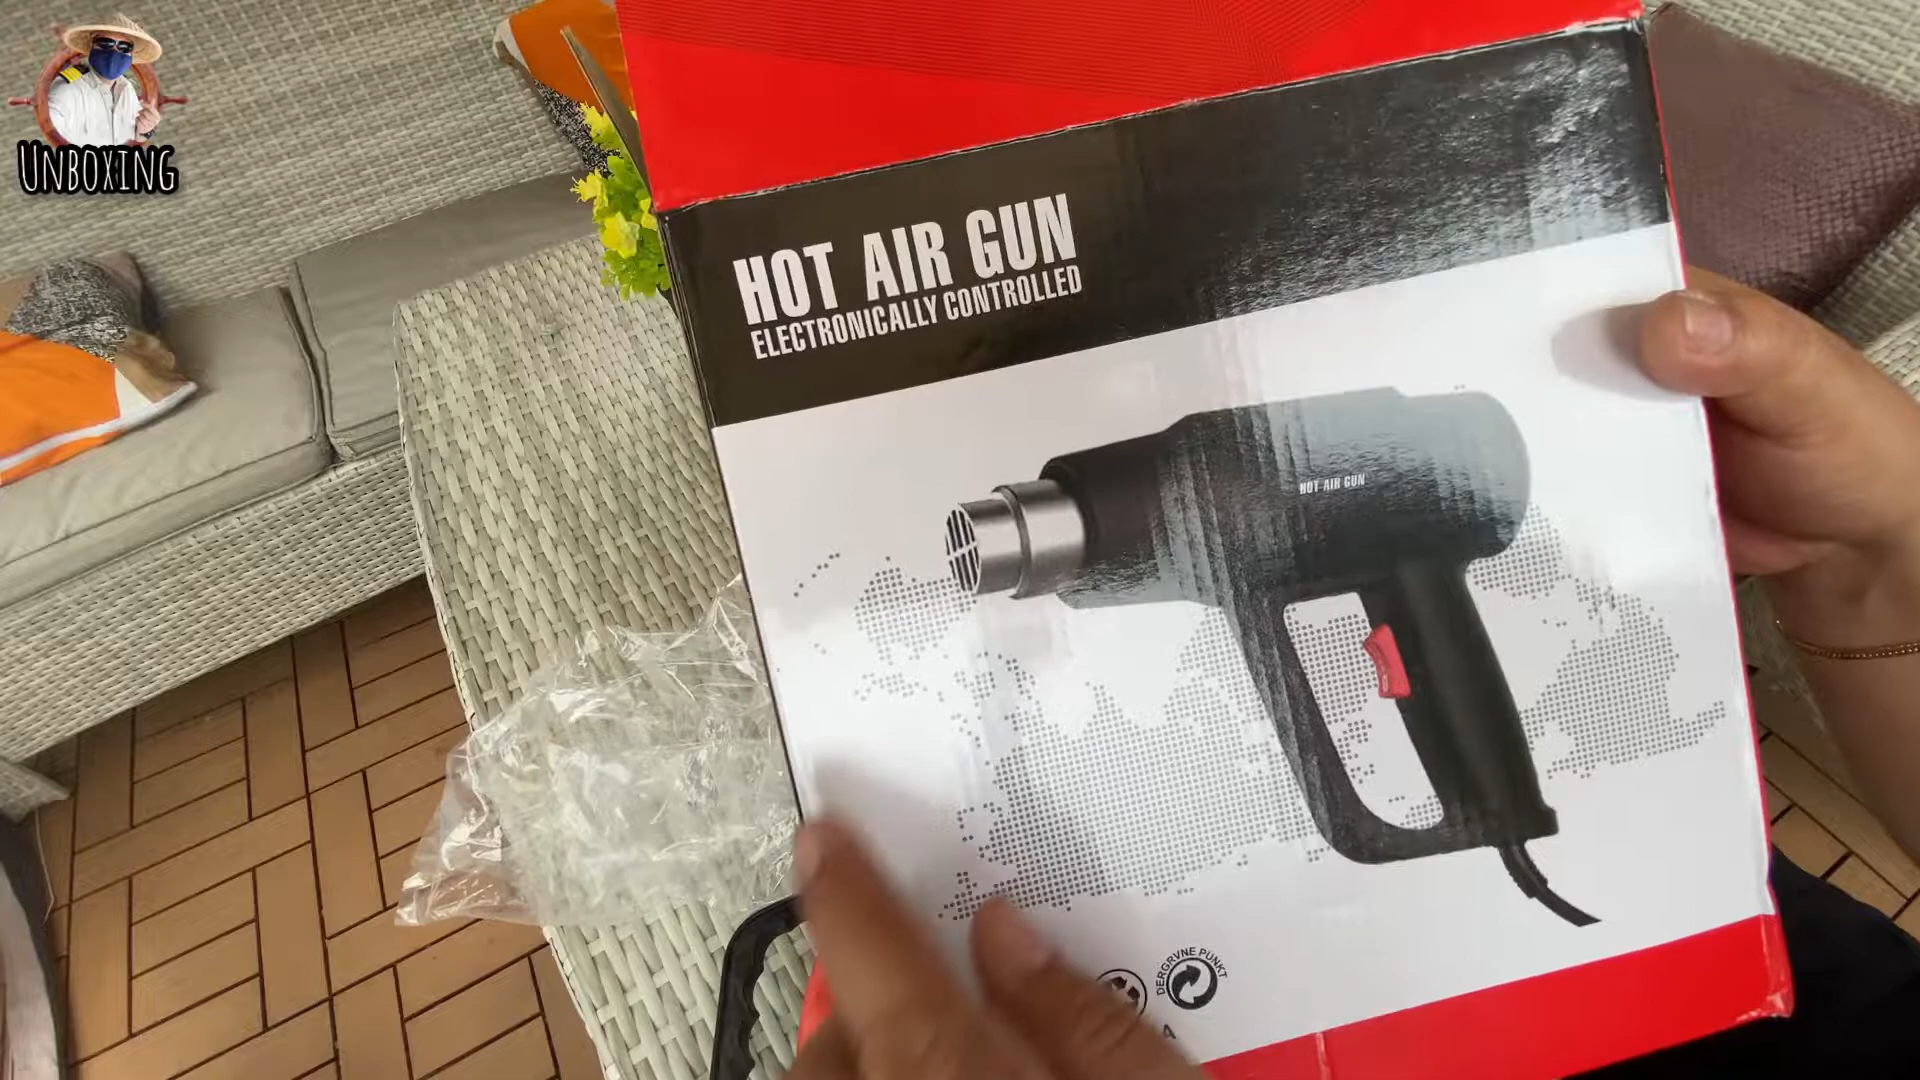 UNBOXING
HOT AIR GUN
ELECTRONICALLY CONTROLLED
HOT AIR GUN
DERGRVNE PUNKT